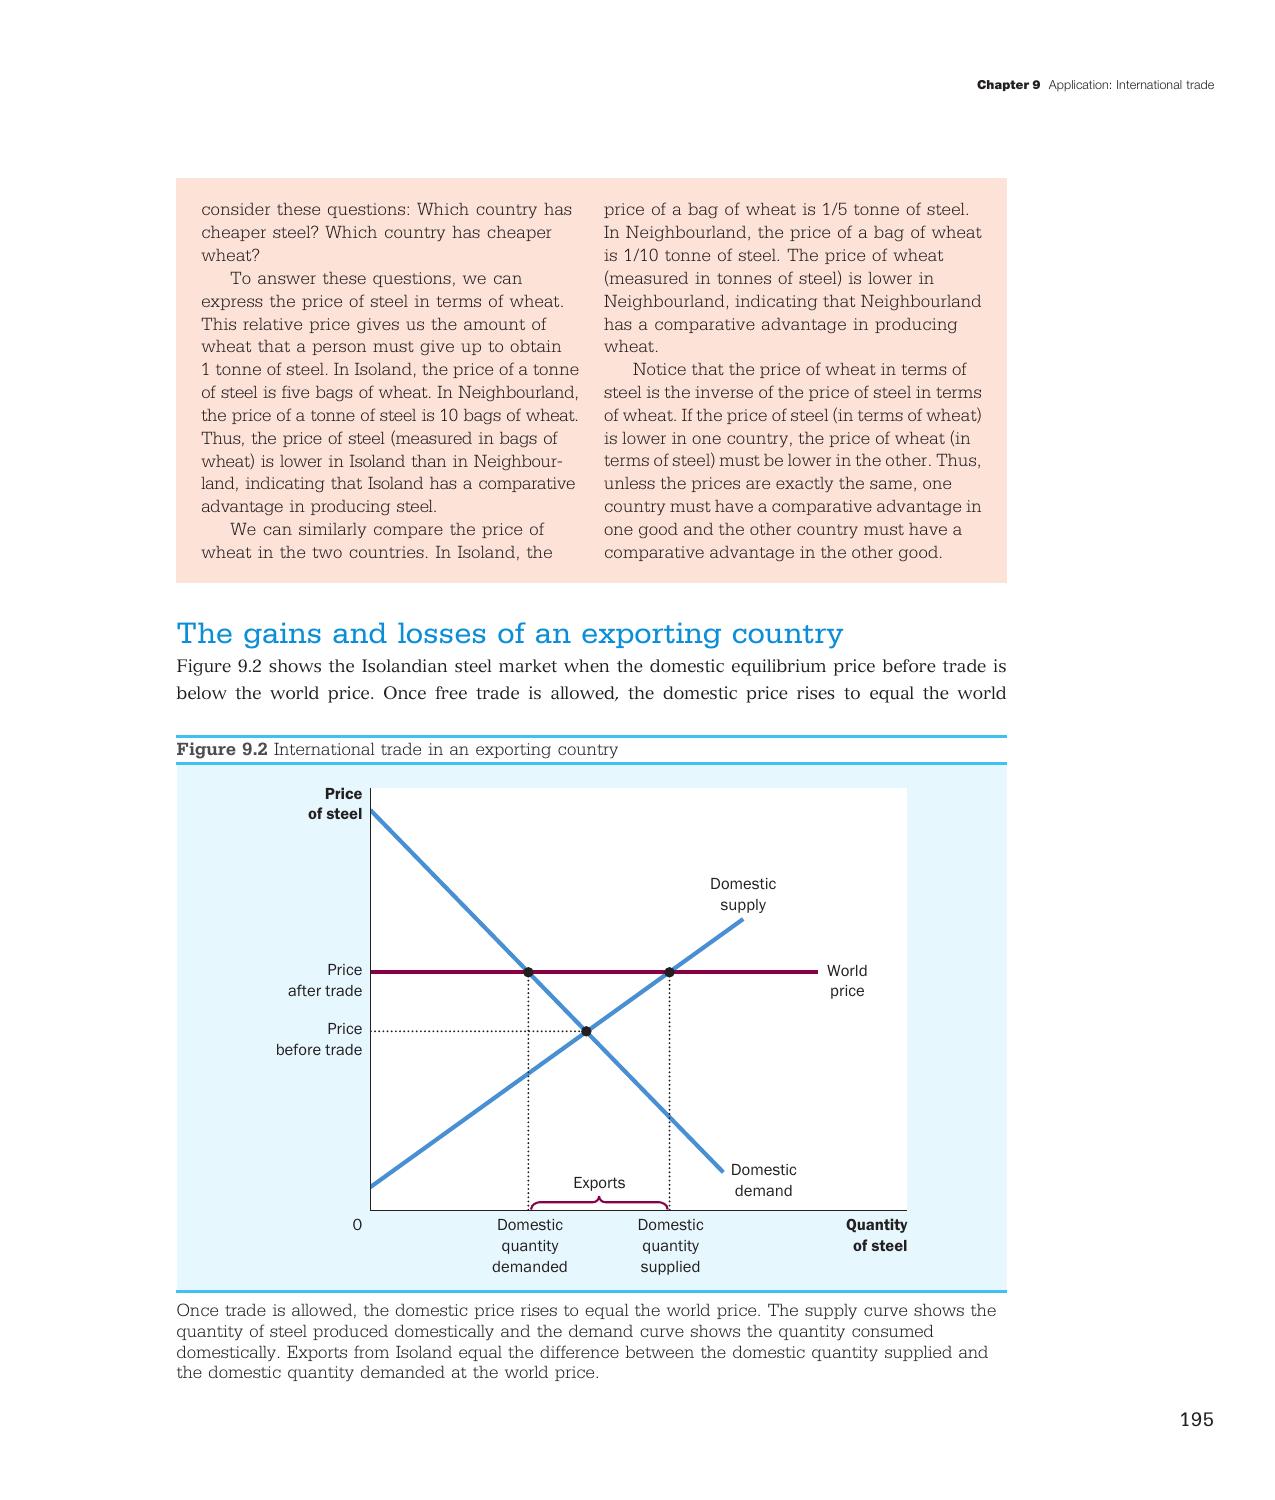 Chapter 9 Application: International trade
consider these questions: Which country has
cheaper steel? Which country has cheaper
wheat?
To answer these questions, we can
express the price of steel in terms of wheat.
This relative price gives us the amount of
wheat that a person must give up to obtain
1 tonne of steel. In Isoland, the price of a tonne
of steel is five bags of wheat. In Neighbourland,
the price of a tonne of steel is 10 bags of wheat.
Thus, the price of steel (measured in bags of
wheat) is lower in Isoland than in Neighbour-
land, indicating that Isoland has a comparative
advantage in producing steel.
We can similarly compare the price of
wheat in the two countries. In Isoland, the
price of a bag of wheat is 1/5 tonne of steel.
In Neighbourland, the price of a bag of wheat
is 1/10 tonne of steel. The price of wheat
(measured in tonnes of steel) is lower in
Neighbourland, indicating that Neighbourland
has a comparative advantage in producing
wheat.
Notice that the price of wheat in terms of
steel is the inverse of the price of steel in terms
of wheat. If the price of steel (in terms of wheat)
is lower in one country, the price of wheat (in
terms of steel) must be lower in the other. Thus,
unless the prices are exactly the same, one
country must have a comparative advantage in
one good and the other country must have a
comparative advantage in the other good.
The gains and losses of an exporting country
Figure 9.2 shows the Isolandian steel market when the domestic equilibrium price before trade is
below the world price. Once free trade is allowed, the domestic price rises to equal the world
Figure 9.2 International trade in an exporting country
Price
of steel
Domestic
supply
Price
after trade
World
price
Price
before trade
Domestic
demand
Exports
0
Domestic
quantity
demanded
Domestic
quantity
supplied
Quantity
of steel
Once trade is allowed, the domestic price rises to equal the world price. The supply curve shows the
quantity of steel produced domestically and the demand curve shows the quantity consumed
domestically. Exports from Isoland equal the difference between the domestic quantity supplied and
the domestic quantity demanded at the world price.
195